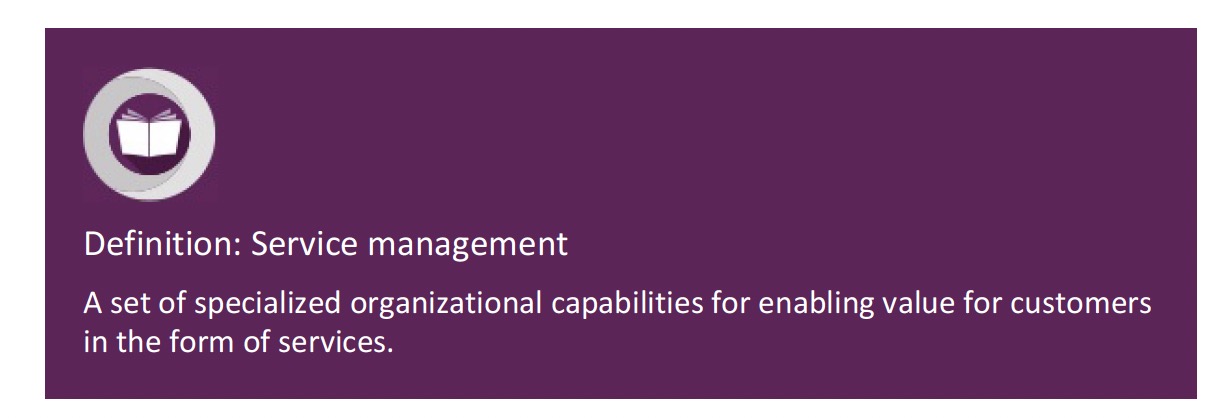 Definition: Service management
A set of specialized organizational capabilities for enabling value for customers
in the form of services.